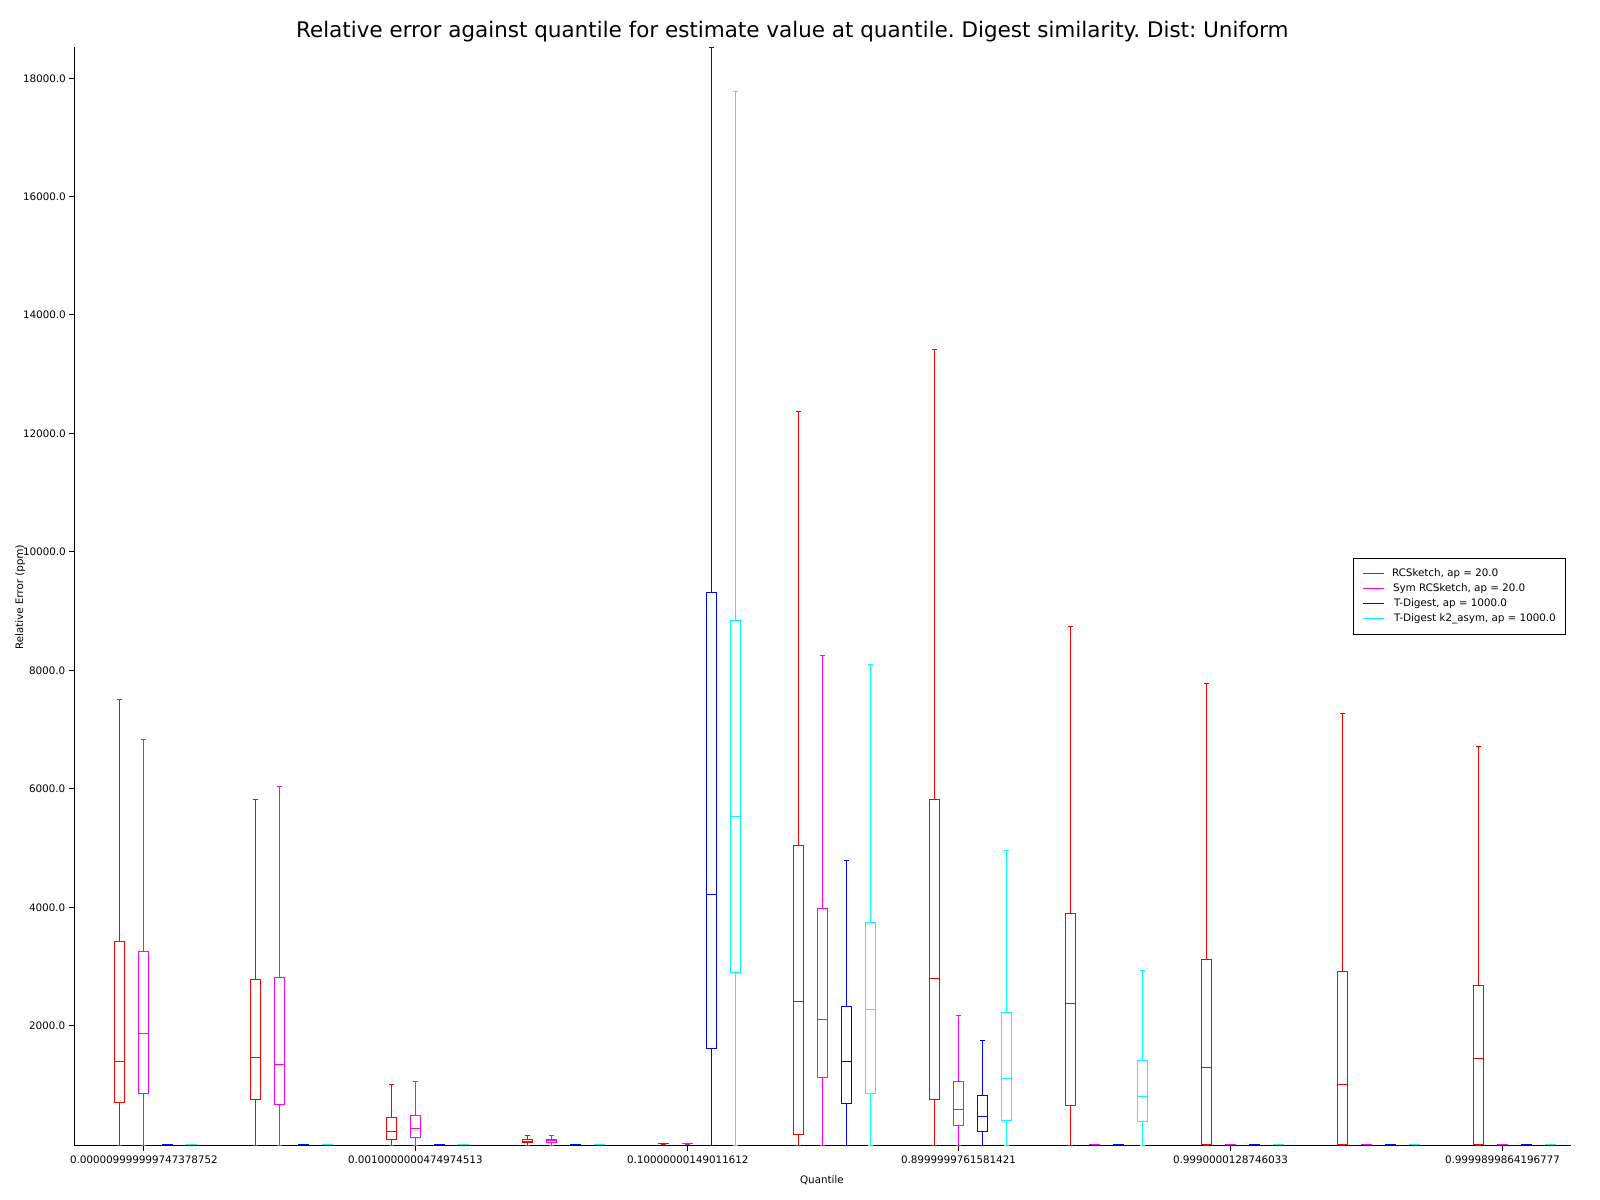 Relative error against quantile for estimate value at quantile. Digest similarity. Dist: Uniform
18000.0
16000.0
14000.0
12000.0
10000.0
8000.0
6000.0
4000.0
2000.0
Relative Error (ppm)
RCSketch, ap = 20.0
Sym RCSketch, ap = 20.0
T-Digest, ap = 1000.0
T-Digest k2_asym, ap = 1000.0
0.000009999999747378752
0.001000000474974513
0.10000000149011612
0.8999999761581421
0.9990000128746033
0.9999899864196777
Quantile